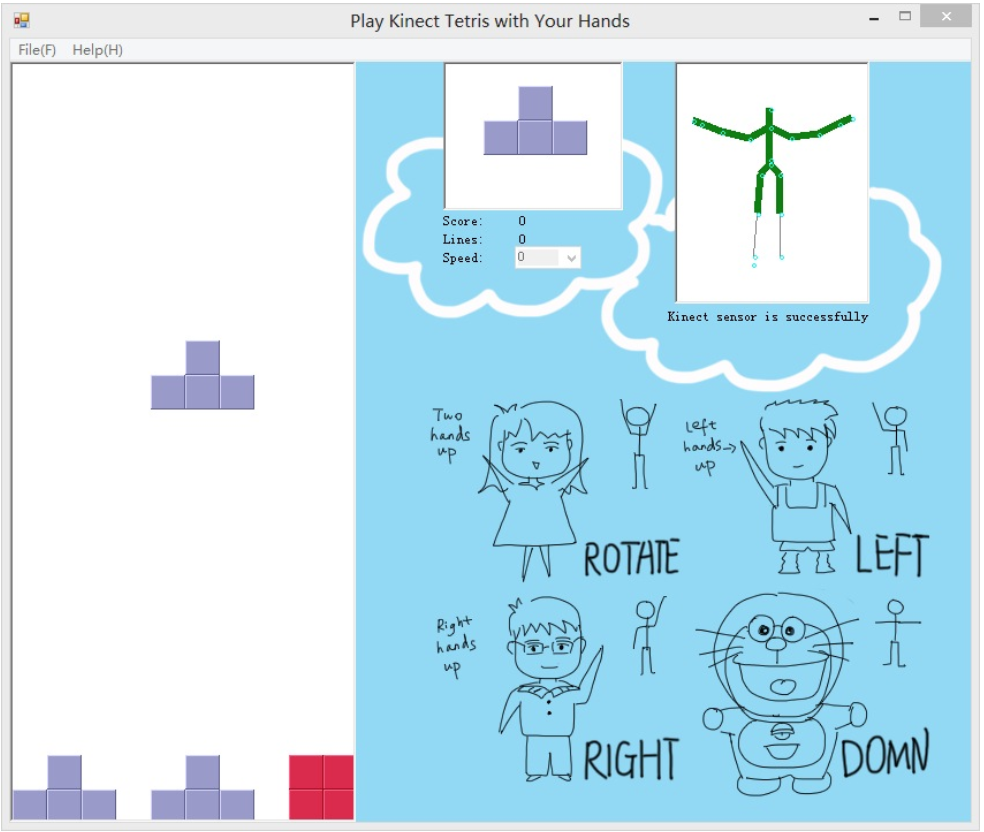 Play Kinect Tetris with Your Hands
File(F) Help(H)
Score: 0
Lines: 0
Speed: 0
Kinect sensor is successfully
Two
hands
up
ROTATE
Left
hands→
up
LEFT
Right
hands
up
RIGHT
DOMN